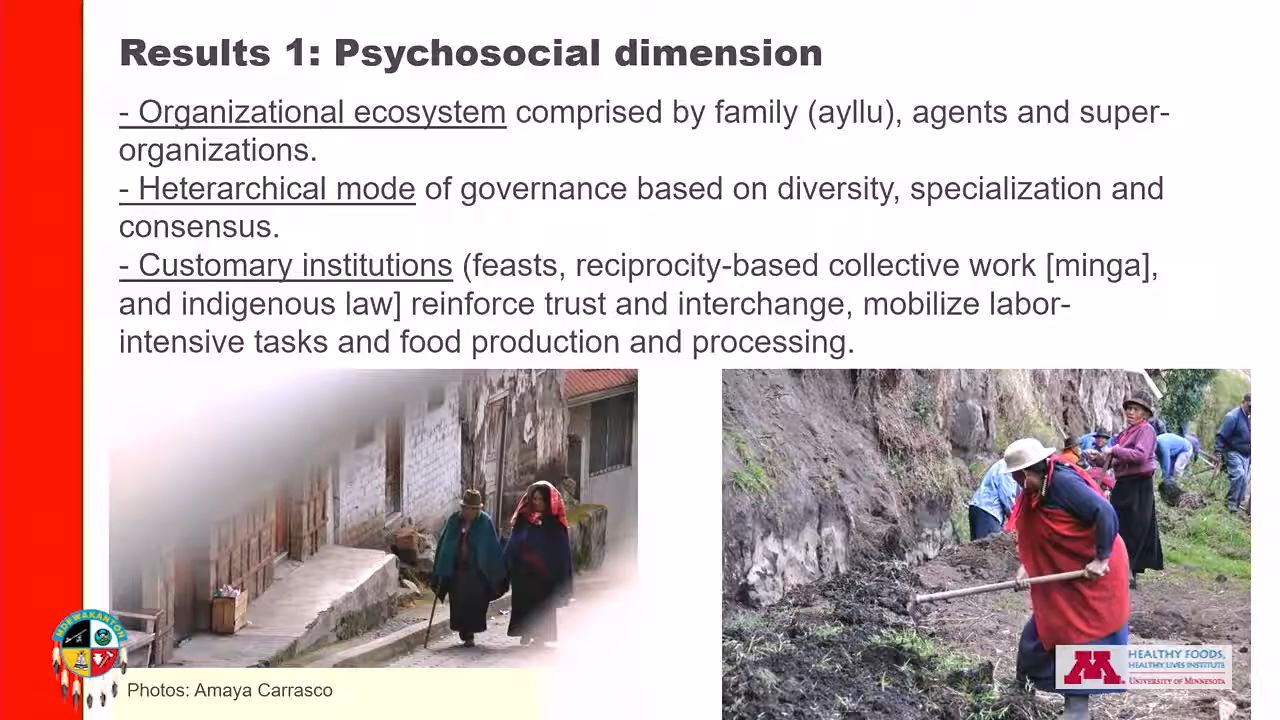 Results 1: Psychosocial dimension
- Organizational ecosystem comprised by family (ayllu), agents and super-
organizations.
- Heterarchical mode of governance based on diversity, specialization and
consensus.
- Customary institutions (feasts, reciprocity-based collective work [minga],
and indigenous law] reinforce trust and interchange, mobilize labor-
intensive tasks and food production and processing.
MDEWAKANTON
Photos: Amaya Carrasco
M
HEALTHY FOODS,
HEALTHY LIVES INSTITUTE
UNIVERSITY OF MINNESOTA